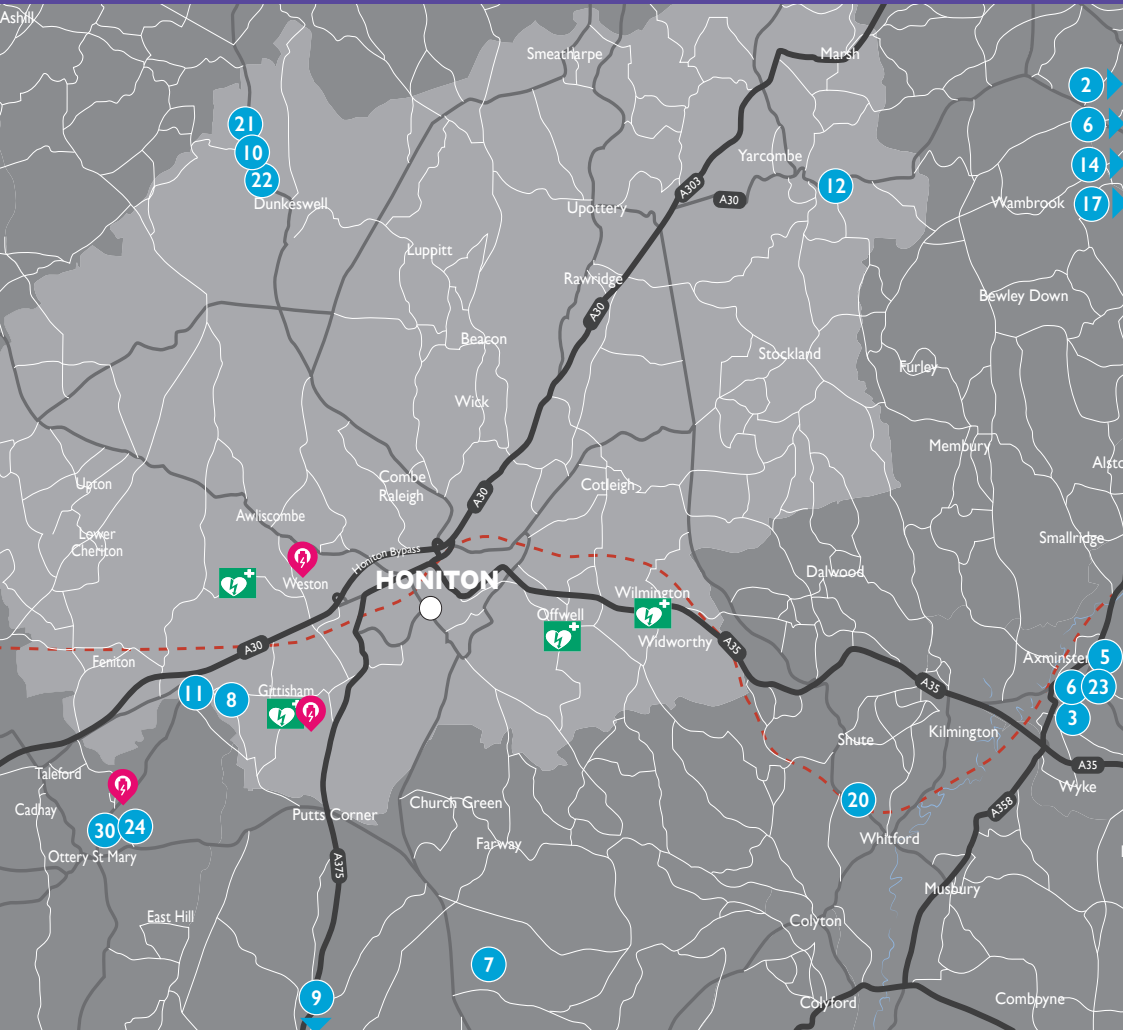 Ashill
Smeatharpe
Marsh
2
6
21
10
Yarcombe
14
22
12
A303
A30
Dunkeswell
Upottery
Wambrook
17
Luppitt
Rawridge
Bewley Down
A30
Beacon
Stockland
Furley
Wick
Membury
Alsto
Combe
Raleigh
Cotleigh
Upton
A30
Awliscombe
Lower
Cheriton
Smallridge
Honiton Bypass
Weston
HONITON
Dalwood
Wilmington
Offwell
Widworthy
A30
A35
Feniton
Axminster
5
11
8
Gittisham
A35
6
23
3
Shute
Kilmington
Taleford
A35
Wyke
Cadhay
Putts Corner
Church Green
20
A358
30
24
Farway
Whitford
Ottery St Mary
A375
Musbury
East Hill
Colyton
7
9
Colyford
Comboyne